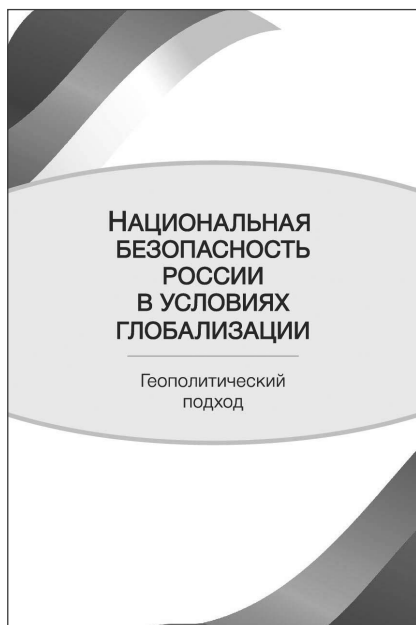 НАЦИОНАЛЬНАЯ
БЕЗОПАСНОСТЬ
РОССИИ
В УСЛОВИЯХ
ГЛОБАЛИЗАЦИИ
Геополитический
подход